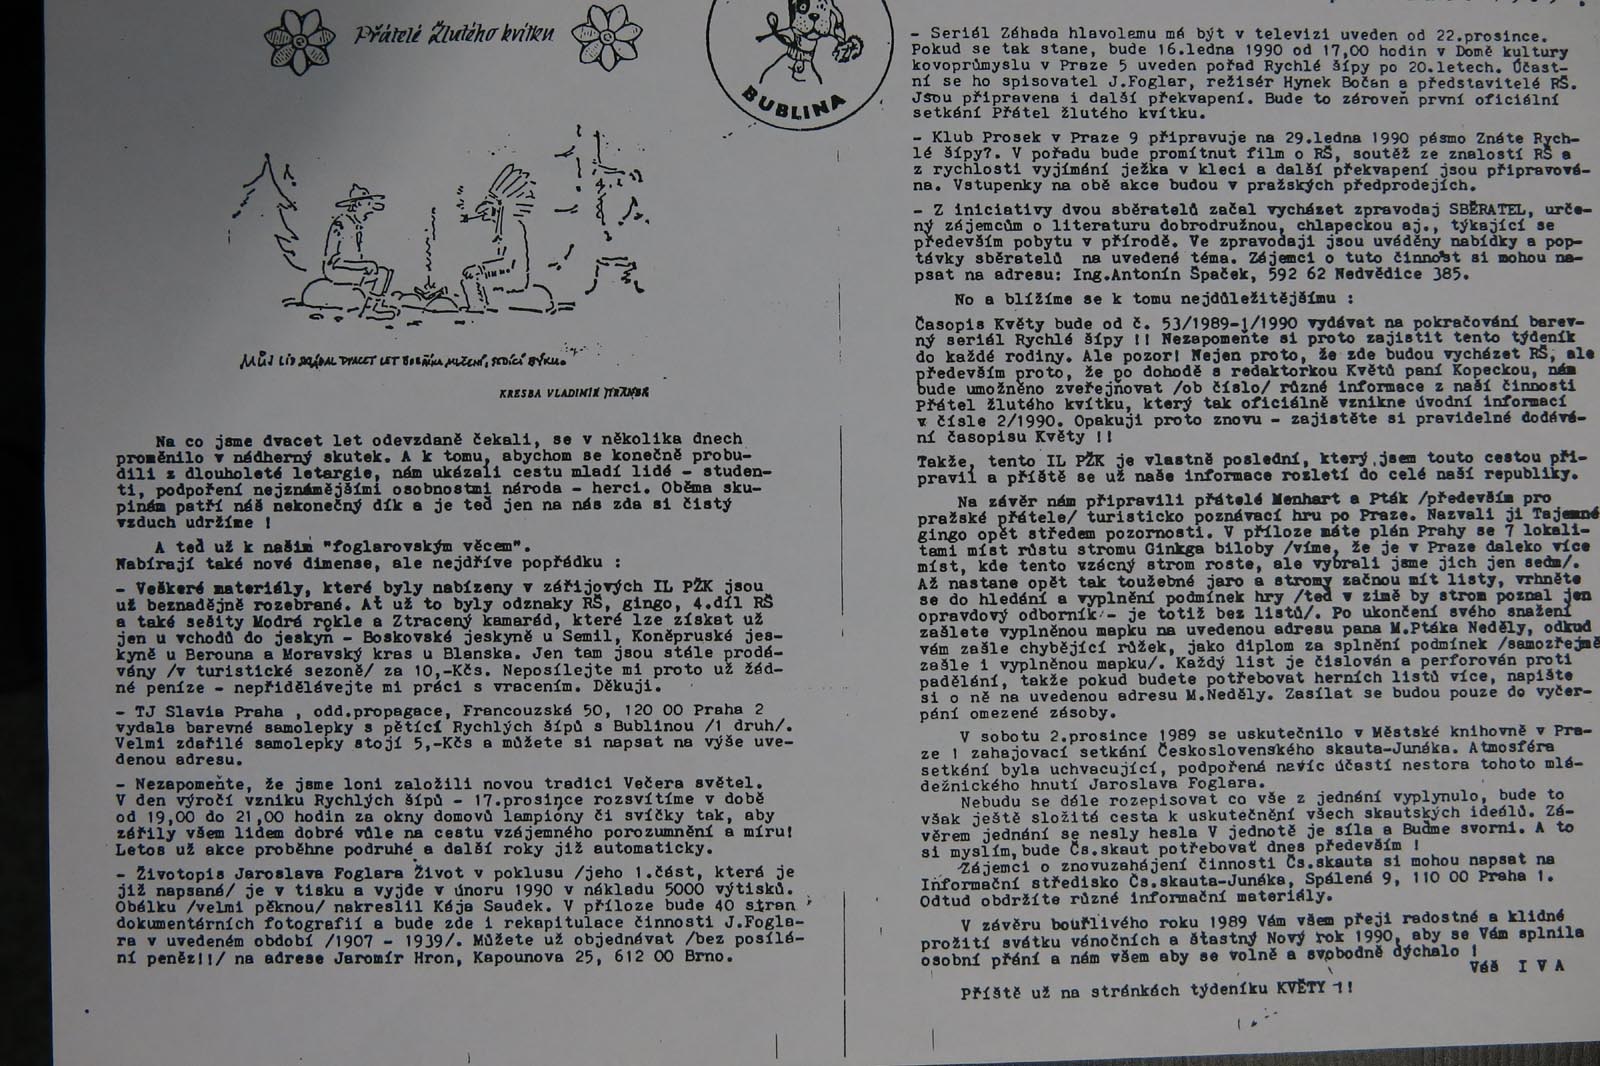 Přátelé Žlutého kvítku
BUBLINA
MŮJ LID DVACET LET MLČENÍ, SEDÍCÍ BÝKU.
KRESBA VLADIMÍR JIRÁNEK
Na co jsme dvacet let odevzdaně čekali, se v několika dnech
proměnilo v nádherný skutek. A k tomu, abychom se konečně probu-
dili z dlouholeté letargie, nám ukázali cestu mladí lidé - studen-
ti, podpoření nejznámějšími osobnostmi národa - herci. Oběma sku-
pinám patří náš nekonečný dík a je teď jen na nás zda si čistý
vzduch udržíme !
A teď už k našim "foglarovským věcem".
Nabírají také nové dimense, ale nejdříve popořádku :
- Veškeré materiály, které byly nabízeny v zářijových IL PŽK jsou
už beznadějně rozebrané. Ať už to byly odznaky RŠ, gingo, 4.díl RŠ
a také sešity Modrá rokle a Ztracený kamarád, které lze získat už
jen u vchodů do jeskyň - Boskovské jeskyně u Semil, Koněpruské jes-
kyně u Berouna a Moravský kras u Blanska. Jen tam jsou stále prodá-
vány /v turistické sezoně/ za 10,-Kčs. Neposílejte mi proto už žád-
né peníze - nepřidělávejte mi práci s vracením. Děkuji.
- TJ Slavia Praha , odd.propagace, Francouzská 50, 120 00 Praha 2
vydala barevné samolepky s pětící Rychlých šípů s Bublinou /1 druh/.
Velmi zdařilé samolepky stojí 5,-Kčs a můžete si napsat na výše uve-
denou adresu.
- Nezapomeňte, že jsme loni založili novou tradici Večera světel.
V den výročí vzniku Rychlých šípů - 17.prosince rozsvítíme v době
od 19,00 do 21,00 hodin za okny domovů lampióny či svíčky tak, aby
zářily všem lidem dobré vůle na cestu vzájemného porozumnění a míru!
Letos už akce proběhne podruhé a další roky již automaticky.
- Životopis Jaroslava Foglara Život v poklusu /jeho 1.část, která je
již napsaná/ je v tisku a vyjde v únoru 1990 v nákladu 5000 výtisků.
Obálku /velmi pěknou/ nakreslil Kája Saudek. V příloze bude 40 stran
dokumentárních fotografií a bude zde i rekapitulace činnosti J.Fogla-
ra v uvedeném období /1907 - 1939/. Můžete už objednávat /bez posílá-
ní peněz!!/ na adrese Jaromír Hron, Kapounova 25, 612 00 Brno.
- Seriál Záhada hlavolamu má být v televizi uveden od 22.prosince.
Pokud se tak stane, bude 16.ledna 1990 od 17,00 hodin v Domě kultury
kovoprůmyslu v Praze 5 uveden pořad Rychlé šípy po 20.letech. Účast-
ní se ho spisovatel J.Foglar, režisér Hynek Bočan a představitelé RŠ.
Jsou připravena i další překvapení. Bude to zároveň první oficiální
setkání Přátel žlutého kvítku.
- Klub Prosek v Praze 9 připravuje na 29.ledna 1990 pásmo Znáte Rych-
lé šípy?. V pořadu bude promítnut film o RŠ, soutěž ze znalostí RŠ a
z rychlosti vyjímání ježka v kleci a další překvapení jsou připravová-
na. Vstupenky na obě akce budou v pražských předprodejích.
- Z iniciativy dvou sběratelů začal vycházet zpravodaj SBĚRATEL, urče-
ný zájemcům o literaturu dobrodružnou, chlapeckou aj., týkající se
především pobytu v přírodě. Ve zpravodaji jsou uváděny nabídky a pop-
távky sběratelů na uvedené téma. Zájemci o tuto činnost si mohou na-
psat na adresu: Ing.Antonín Špaček, 592 62 Nedvědice 385.
No a blížíme se k tomu nejdůležitějšímu :
Časopis Květy bude od č. 53/1989-1/1990 vydávat na pokračování barev-
ný seriál Rychlé šípy !! Nezapomeňte si proto zajistit tento týdeník
do každé rodiny. Ale pozor! Nejen proto, že zde budou vycházet RŠ, ale
především proto, že po dohodě s redaktorkou Květů paní Kopeckou, nám
bude umožněno zveřejňovat /ob číslo/ různé informace z naší činnosti
Přátel žlutého kvítku, který tak oficiálně vznikne úvodní informací
v čísle 2/1990. Opakuji proto znovu - zajistěte si pravidelné dodává-
ní časopisu Květy !!
Takže, tento IL PŽK je vlastně poslední, který jsem touto cestou při-
pravil a příště se už naše informace rozletí do celé naší republiky.
Na závěr nám připravili přátelé Menhart a Pták /především pro
pražské přátele/ turisticko poznávací hru po Praze. Nazvali ji Tajemné
gingo opět středem pozornosti. V příloze máte plán Prahy se 7 lokali-
tami míst růstu stromu Ginkga biloby /víme, že je v Praze daleko více
míst, kde tento vzácný strom roste, ale vybrali jsme jich jen sedm/.
Až nastane opět tak toužebné jaro a stromy začnou mít listy, vrhněte
se do hledání a vyplnění podmínek hry /teď v zimě by strom poznal jen
opravdový odborník - je totiž bez listů/. Po ukončení svého snažení
zašlete vyplněnou mapku na uvedenou adresu pana M.Ptáka Neděly, odkud
vám zašle chybějící růžek, jako diplom za splnění podmínek /samozřejmě
zašle i vyplněnou mapku/. Každý list je číslován a perforován proti
padělání, takže pokud budete potřebovat herních listů více, napište
si o ně na uvedenou adresu M.Neděly. Zasílat se budou pouze do vyčer-
pání omezené zásoby.
V sobotu 2.prosince 1989 se uskutečnilo v Městské knihovně v Pra-
ze 1 zahajovací setkání Československého skauta-Junáka. Atmosféra
setkání byla uchvacující, podpořená navíc účastí nestora tohoto mlá-
dežnického hnutí Jaroslava Foglara.
Nebudu se dále rozepisovat co vše z jednání vyplynulo, bude to
však ještě složitá cesta k uskutečnění všech skautských ideálů. Zá-
věrem jednání se nesly hesla V jednotě je síla a Buďme svorni. A to
si myslím, bude Čs.skaut potřebovat dnes především !
Zájemci o znovuzahájení činnosti Čs.skauta si mohou napsat na
Informační středisko Čs.skauta-Junáka, Spálená 9, 110 00 Praha 1.
Odtud obdržíte různé informační materiály.
V závěru bouřlivého roku 1989 Vám všem přeji radostné a klidné
prožití svátku vánočních a šťastný Nový rok 1990, aby se Vám splnila
osobní přání a nám všem aby se volně a svobodně dýchalo !
Váš I V A
Příště už na stránkách týdeníku KVĚTY !!